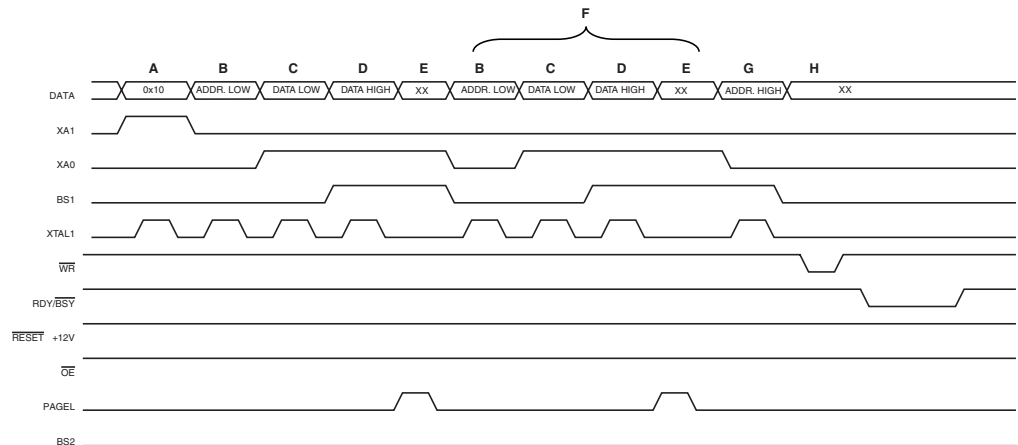 F
A B C D E B C D E G H
DATA 0x10 ADDR. LOW DATA LOW DATA HIGH XX ADDR. LOW DATA LOW DATA HIGH XX ADDR. HIGH XX
XA1
XA0
BS1
XTAL1
WR
RDY/BSY
RESET +12V
OE
PAGEL
BS2